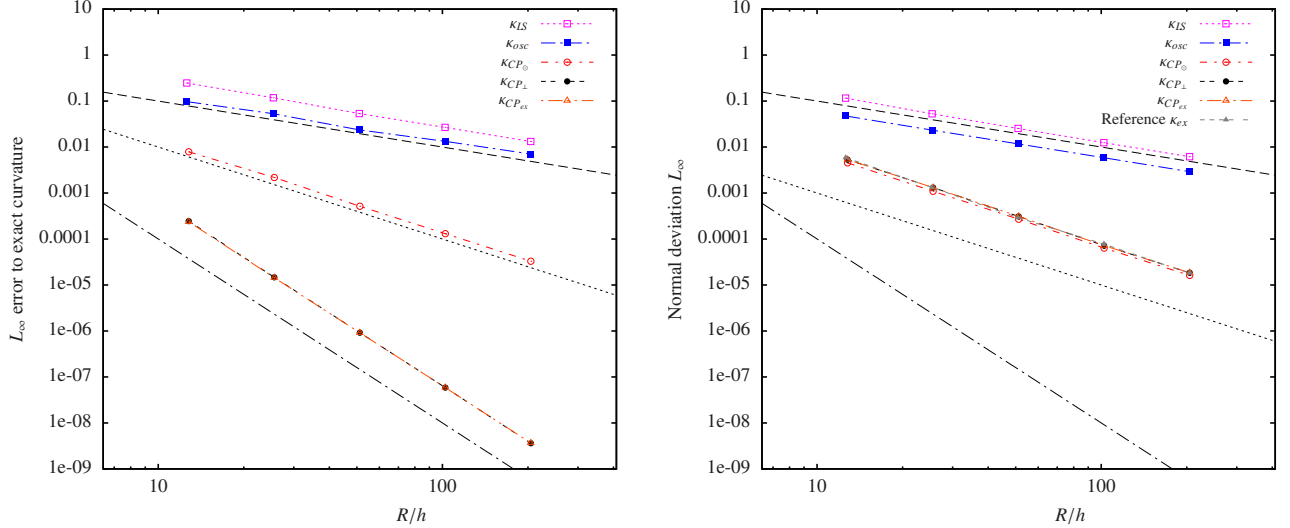 L∞ error to exact curvature
10
1
0.1
0.01
0.001
0.0001
1e-05
1e-06
1e-07
1e-08
1e-09
κLS
κosc
κCP⊙
κCP⊥
κCPex
10
100
R/h
Normal deviation L∞
10
1
0.1
0.01
0.001
0.0001
1e-05
1e-06
1e-07
1e-08
1e-09
κLS
κosc
κCP⊙
κCP⊥
κCPex
Reference κex
10
100
R/h